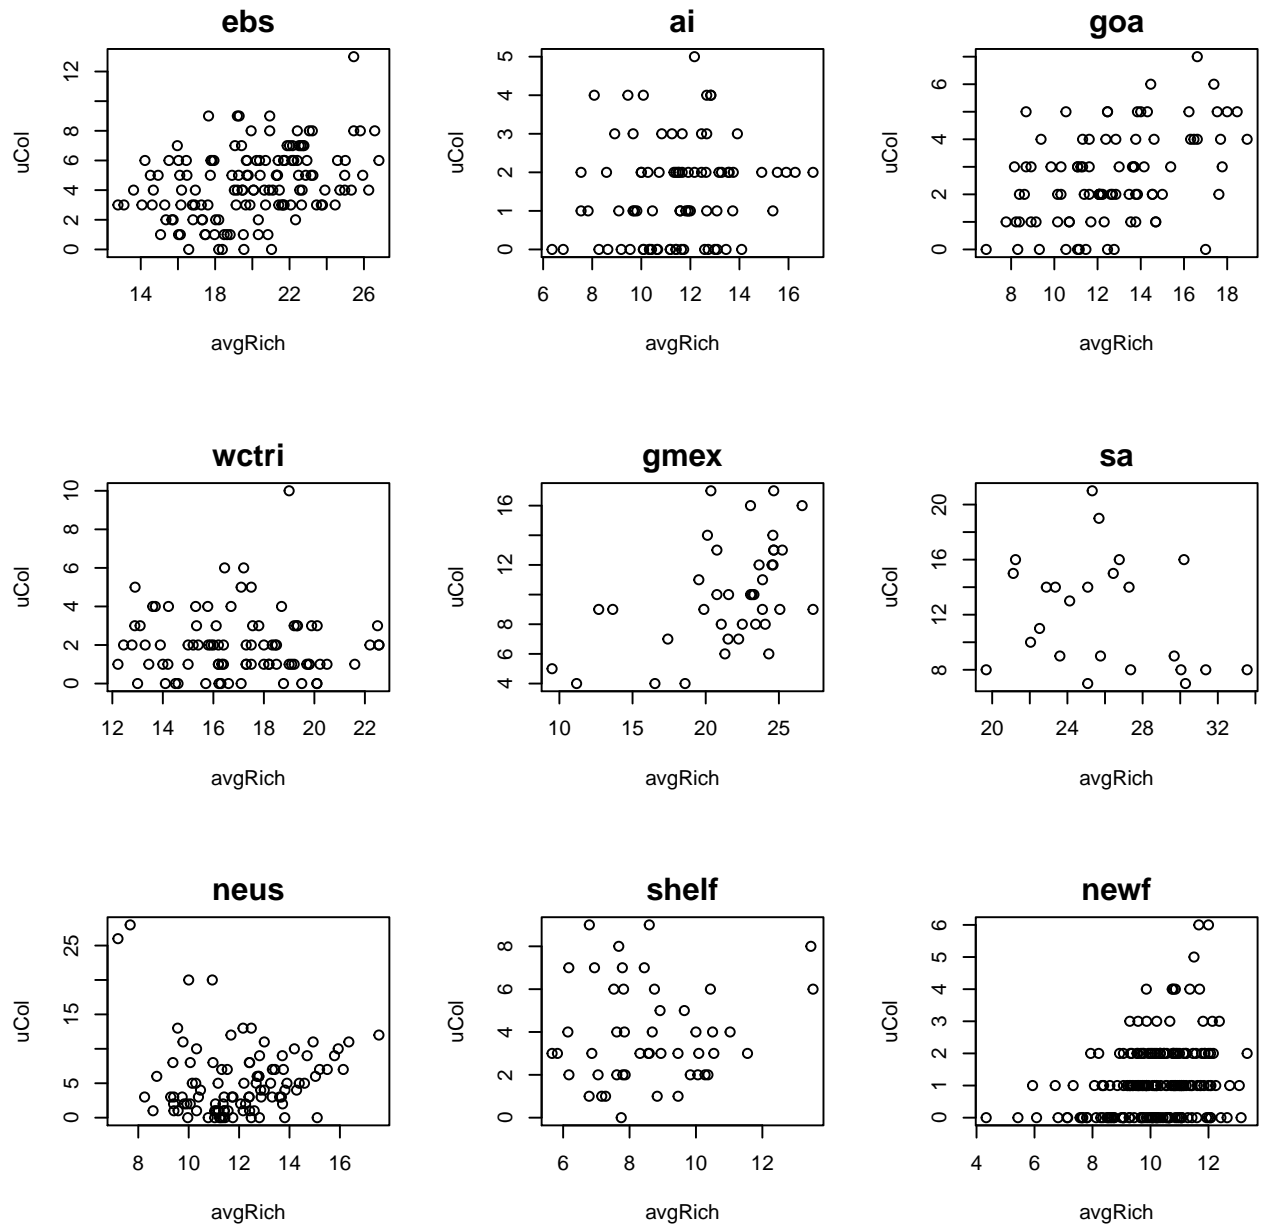 ebs
12
8
6
4
2
0
uCol
14 18 22 26
avgRich
ai
5
4
3
2
1
0
uCol
6 8 10 12 14 16
avgRich
goa
6
4
2
0
uCol
8 10 12 14 16 18
avgRich
wctri
10
8
6
4
2
0
uCol
12 14 16 18 20 22
avgRich
gmex
16
12
8
6
4
uCol
10 15 20 25
avgRich
sa
20
16
12
8
uCol
20 24 28 32
avgRich
neus
25
15
5
0
uCol
8 10 12 14 16
avgRich
shelf
8
6
4
2
0
uCol
6 8 10 12
avgRich
newf
6
5
4
3
2
1
0
uCol
4 6 8 10 12
avgRich